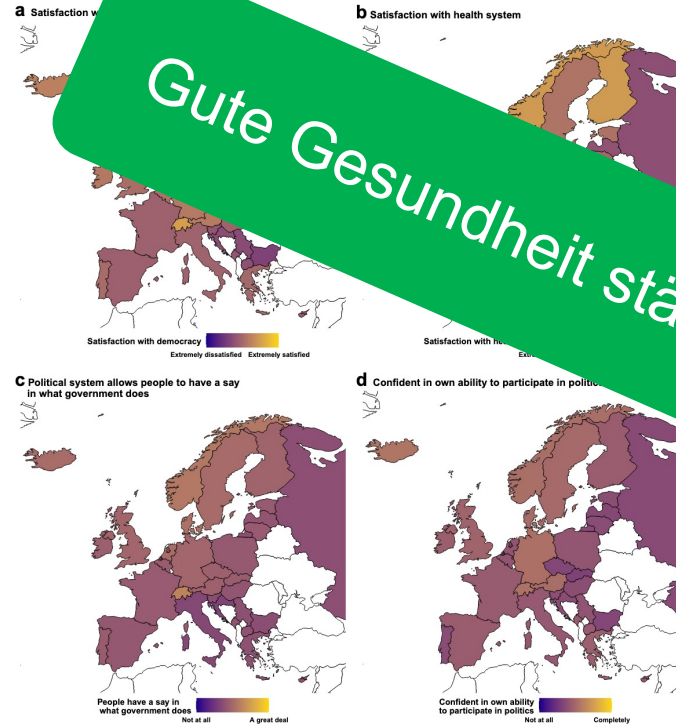 a Satisfaction w
b Satisfaction with health system
Gute Gesundheit stä
Satisfaction with democracy
Extremely dissatisfied Extremely satisfied
Satisfaction with
c Political system allows people to have a say
in what government does
d Confident in own ability to participate in
People have a say in
what government does
Not at all A great deal
Confident in own ability
to participate in politics
Not at all Completely